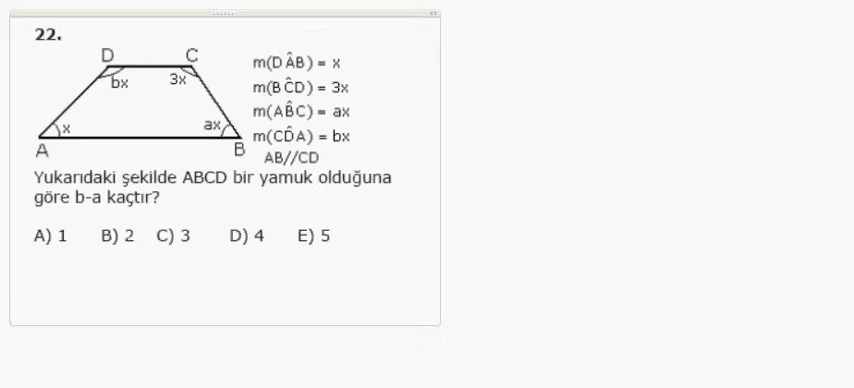 22.
D C
bx 3x
x ax
A B
m(DÂB) = x
m(BĈD) = 3x
m(AB̂C) = ax
m(CD̂A) = bx
AB//CD
Yukarıdaki şekilde ABCD bir yamuk olduğuna
göre b-a kaçtır?
A) 1 B) 2 C) 3 D) 4 E) 5